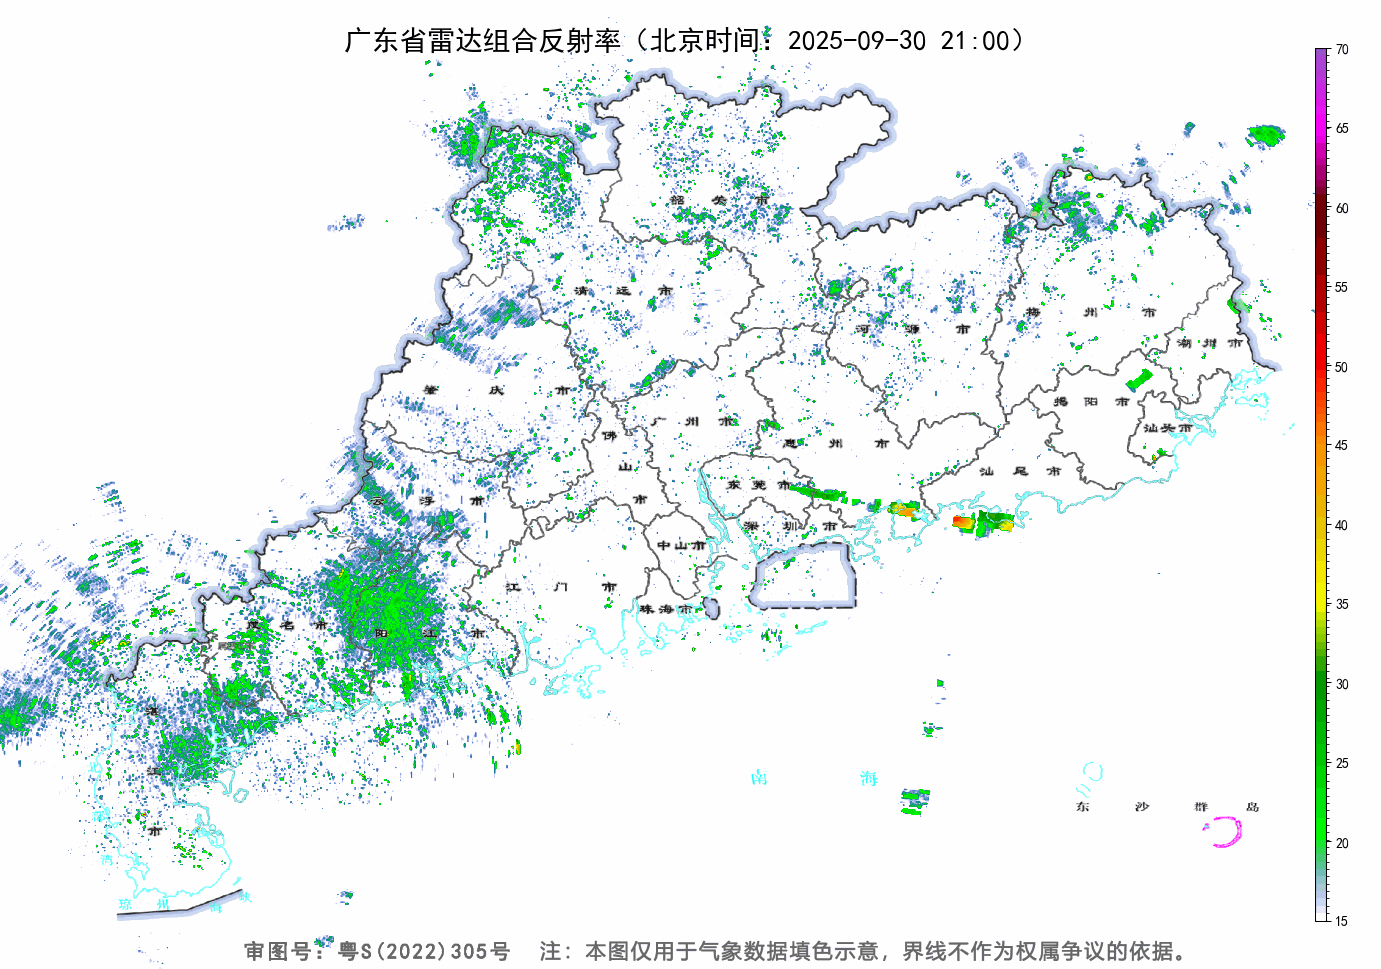 广东省雷达组合反射率（北京时间：2025-09-30 21:00）
70
65
60
55
50
45
40
35
30
25
20
15
韶关市
清远市
河源市
梅州市
潮州市
肇庆市
广州市
惠州市
揭阳市
汕头市
佛山市
东莞市
汕尾市
云浮市
深圳市
中山市
江门市
珠海市
茂名市
阳江市
湛江市
南海
东沙群岛
琼州海峡
审图号：粤S(2022)305号 注：本图仅用于气象数据填色示意，界线不作为权属争议的依据。